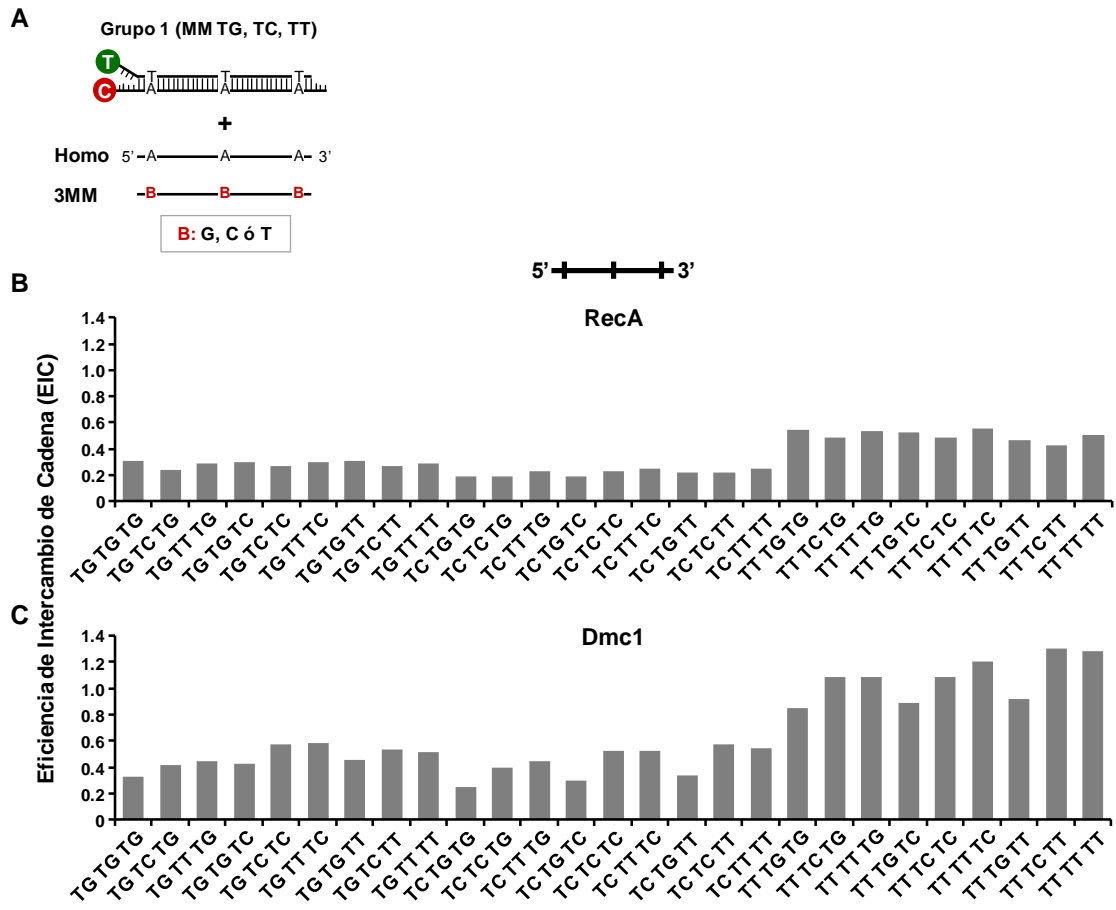 A
Grupo 1 (MM TG, TC, TT)
T
C
T T T
A A A
+
Homo 5' A A A 3'
3MM B B B
B: G, C ó T
5' 3'
B
RecA
Eficiencia de Intercambio de Cadena (EIC)
1.4
1.2
1.0
0.8
0.6
0.4
0.2
0
TG TG TG
TG TC TG
TG TT TG
TG TG TC
TG TC TC
TG TT TC
TG TG TT
TG TC TT
TG TT TT
TC TG TG
TC TC TG
TC TT TG
TC TG TC
TC TC TC
TC TT TC
TC TG TT
TC TC TT
TC TT TT
TT TG TG
TT TC TG
TT TT TG
TT TG TC
TT TC TC
TT TT TC
TT TG TT
TT TC TT
TT TT TT
C
Dmc1
1.4
1.2
1.0
0.8
0.6
0.4
0.2
0
TG TG TG
TG TC TG
TG TT TG
TG TG TC
TG TC TC
TG TT TC
TG TG TT
TG TC TT
TG TT TT
TC TG TG
TC TC TG
TC TT TG
TC TG TC
TC TC TC
TC TT TC
TC TG TT
TC TC TT
TC TT TT
TT TG TG
TT TC TG
TT TT TG
TT TG TC
TT TC TC
TT TT TC
TT TG TT
TT TC TT
TT TT TT